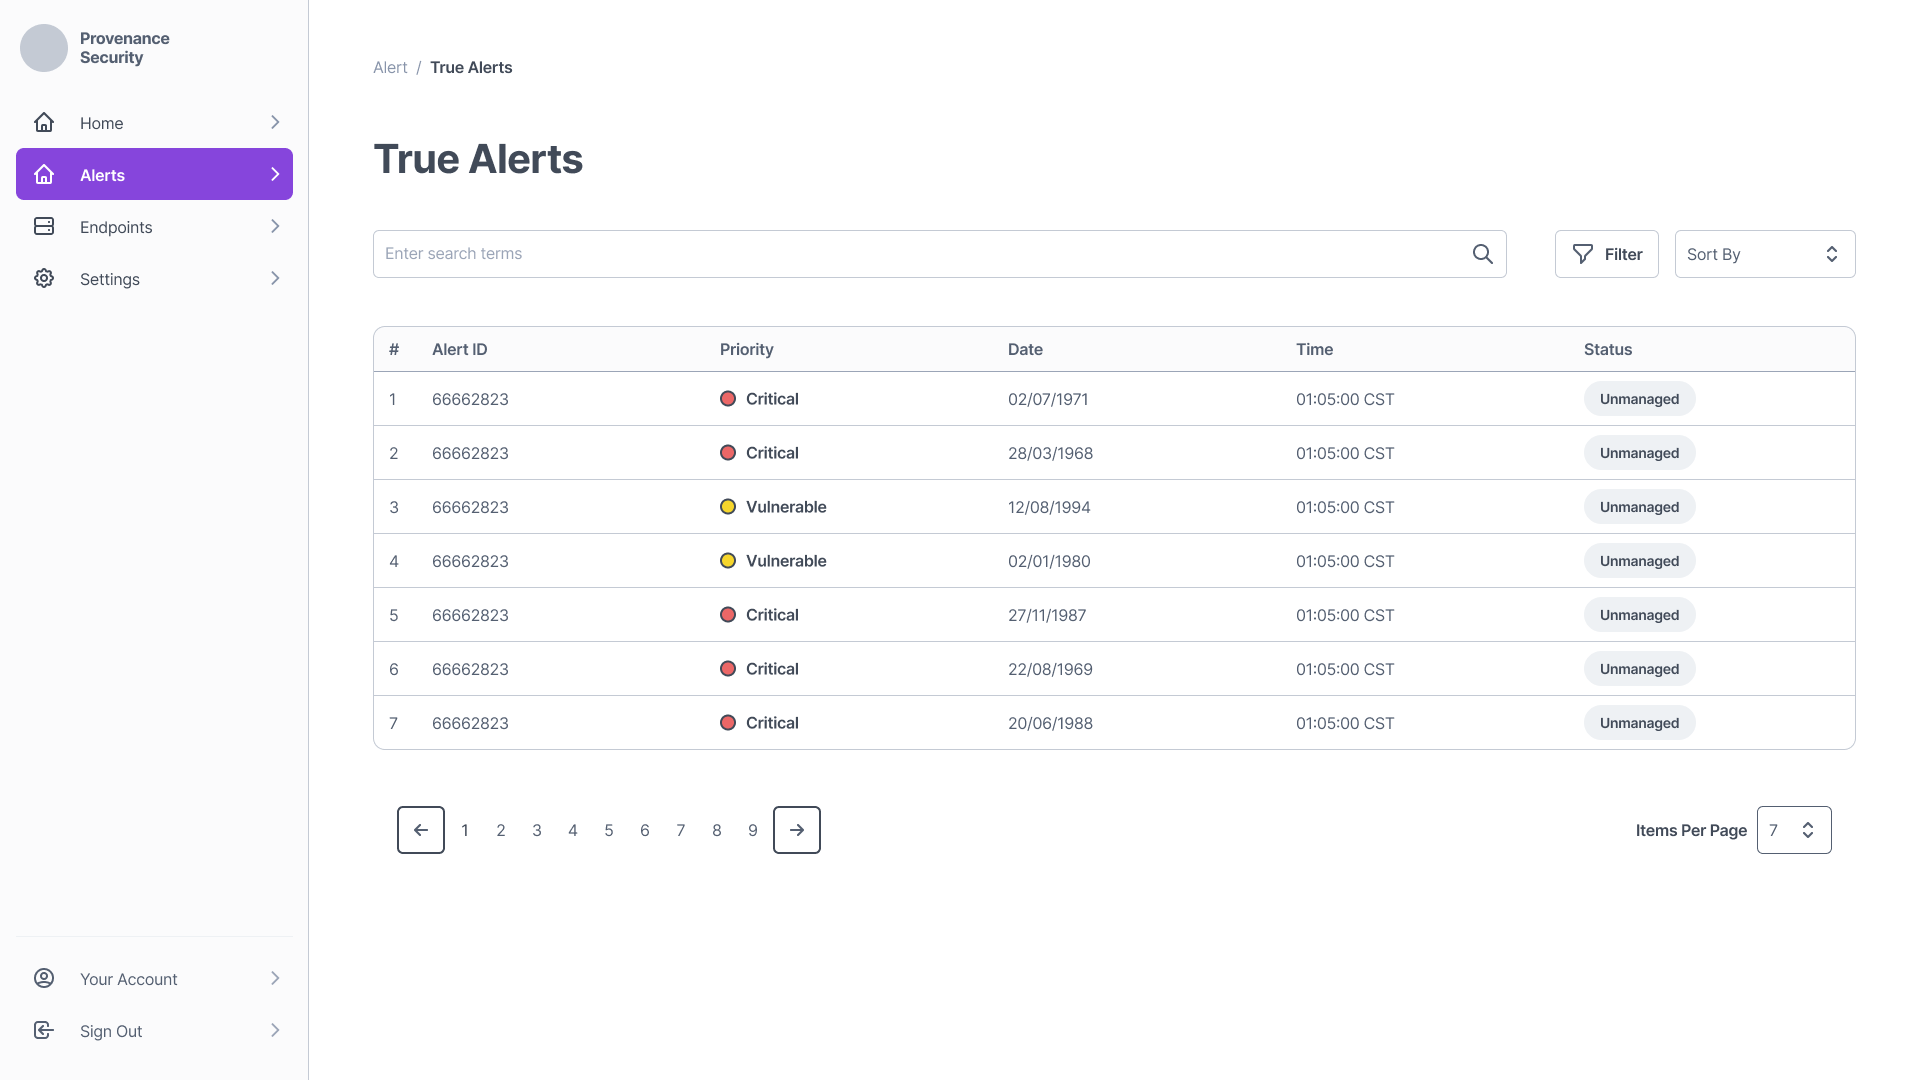 Provenance
Security
Home
Alerts
Endpoints
Settings
Your Account
Sign Out
Alert / True Alerts
True Alerts
Enter search terms
Filter
Sort By
# Alert ID Priority Date Time Status
1 66662823 Critical 02/07/1971 01:05:00 CST Unmanaged
2 66662823 Critical 28/03/1968 01:05:00 CST Unmanaged
3 66662823 Vulnerable 12/08/1994 01:05:00 CST Unmanaged
4 66662823 Vulnerable 02/01/1980 01:05:00 CST Unmanaged
5 66662823 Critical 27/11/1987 01:05:00 CST Unmanaged
6 66662823 Critical 22/08/1969 01:05:00 CST Unmanaged
7 66662823 Critical 20/06/1988 01:05:00 CST Unmanaged
1 2 3 4 5 6 7 8 9
Items Per Page 7